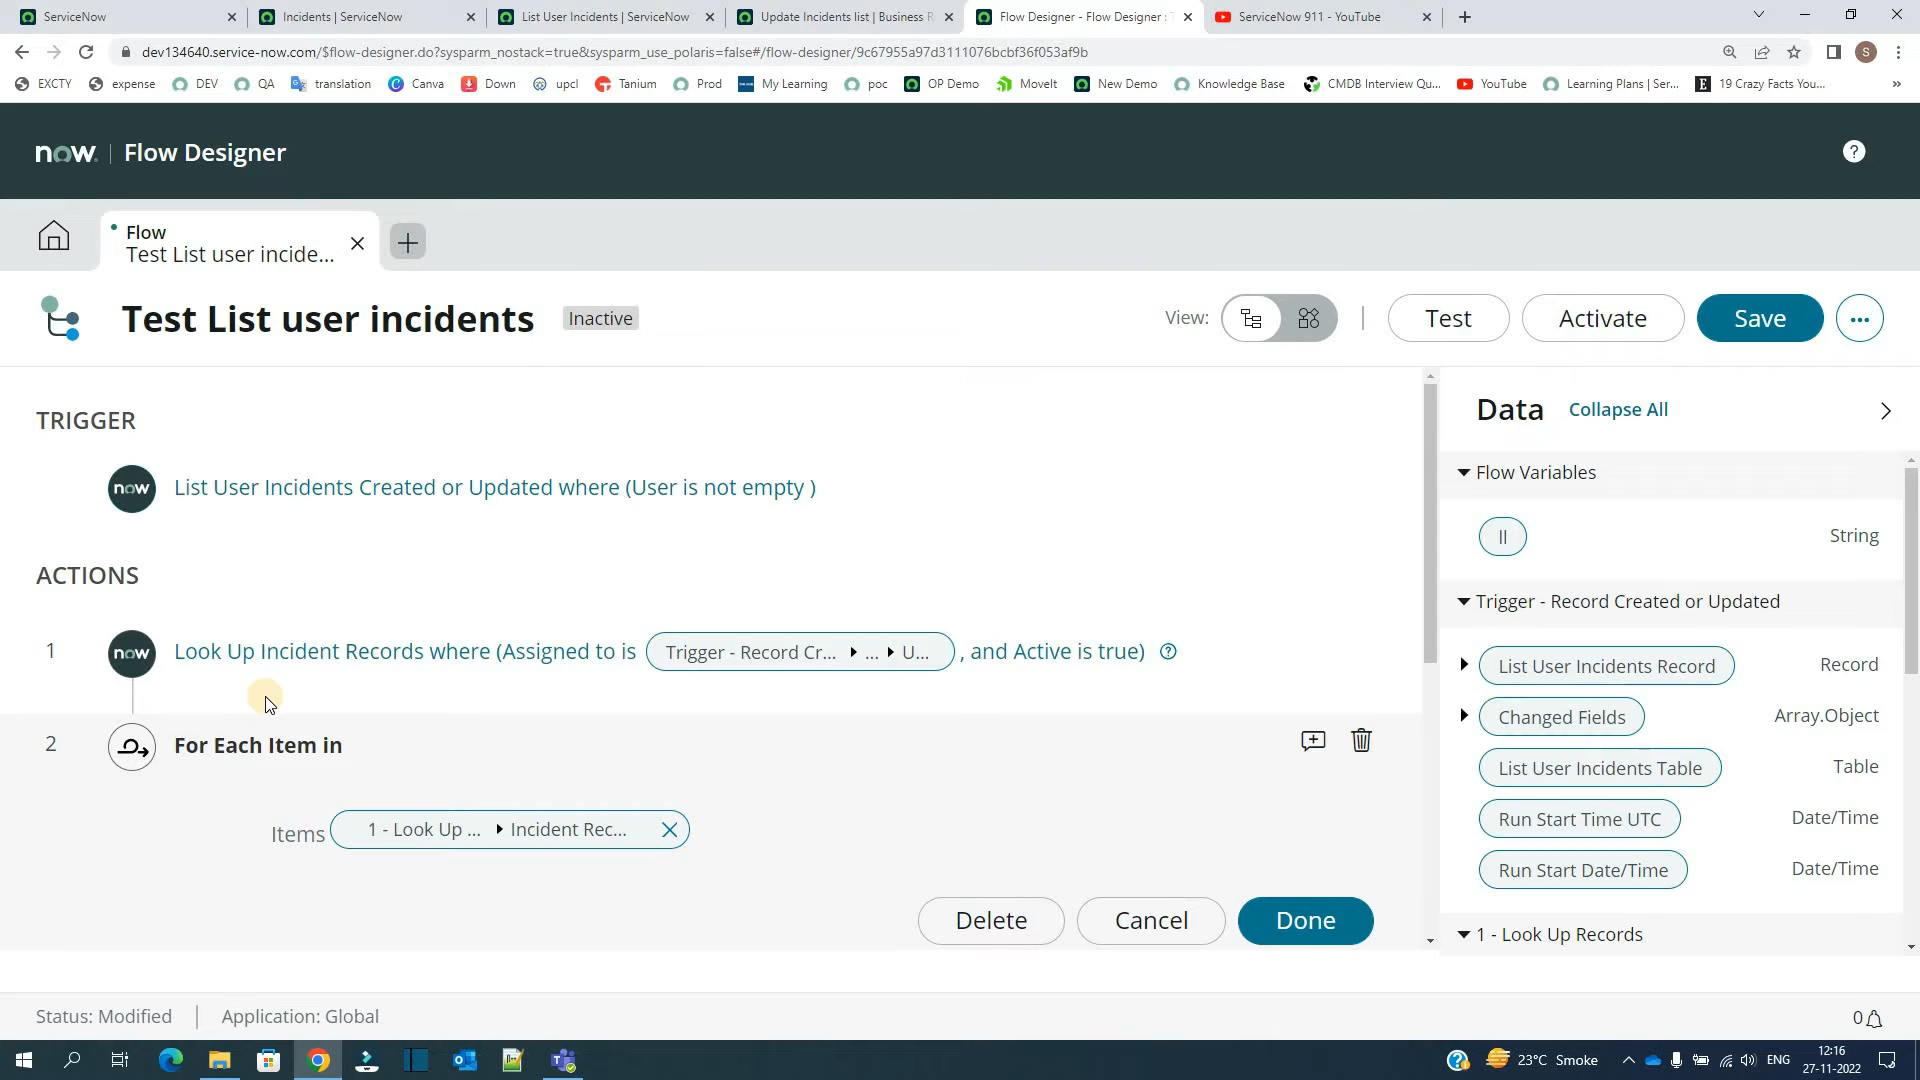 ServiceNow
Incidents | ServiceNow
List User Incidents | ServiceNow
Update Incidents list | Business R
Flow Designer - Flow Designer : T
ServiceNow 911 - YouTube
dev134640.service-now.com/$flow-designer.do?sysparm_nostack=true&sysparm_use_polaris=false#/flow-designer/9c67955a97d3111076bcbf36f053af9b
S
EXCTY
expense
DEV
QA
translation
Canva
Down
upcl
Tanium
Prod
My Learning
poc
OP Demo
MoveIt
New Demo
Knowledge Base
CMDB Interview Qu...
YouTube
Learning Plans | Ser...
19 Crazy Facts You...
»
now | Flow Designer
?
Flow
Test List user incide...
Test List user incidents
Inactive
View:
Test
Activate
Save
TRIGGER
now
List User Incidents Created or Updated where (User is not empty )
ACTIONS
1
now
Look Up Incident Records where (Assigned to is Trigger - Record Cr... ▸ ... ▸ U... , and Active is true)
2
For Each Item in
Items 1 - Look Up ... ▸ Incident Rec...
Delete
Cancel
Done
Data
Collapse All
Flow Variables
ll
String
Trigger - Record Created or Updated
List User Incidents Record
Record
Changed Fields
Array.Object
List User Incidents Table
Table
Run Start Time UTC
Date/Time
Run Start Date/Time
Date/Time
1 - Look Up Records
Status: Modified | Application: Global
0
23°C Smoke
ENG
12:16
27-11-2022